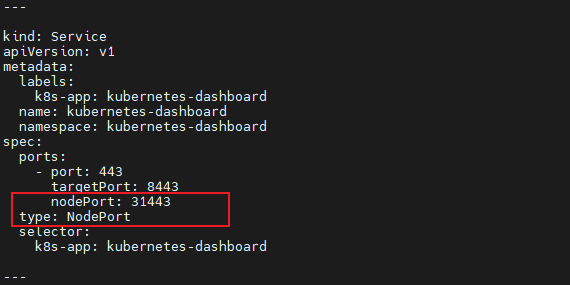 ---
kind: Service
apiVersion: v1
metadata:
  labels:
    k8s-app: kubernetes-dashboard
  name: kubernetes-dashboard
  namespace: kubernetes-dashboard
spec:
  ports:
    - port: 443
      targetPort: 8443
      nodePort: 31443
  type: NodePort
  selector:
    k8s-app: kubernetes-dashboard
---